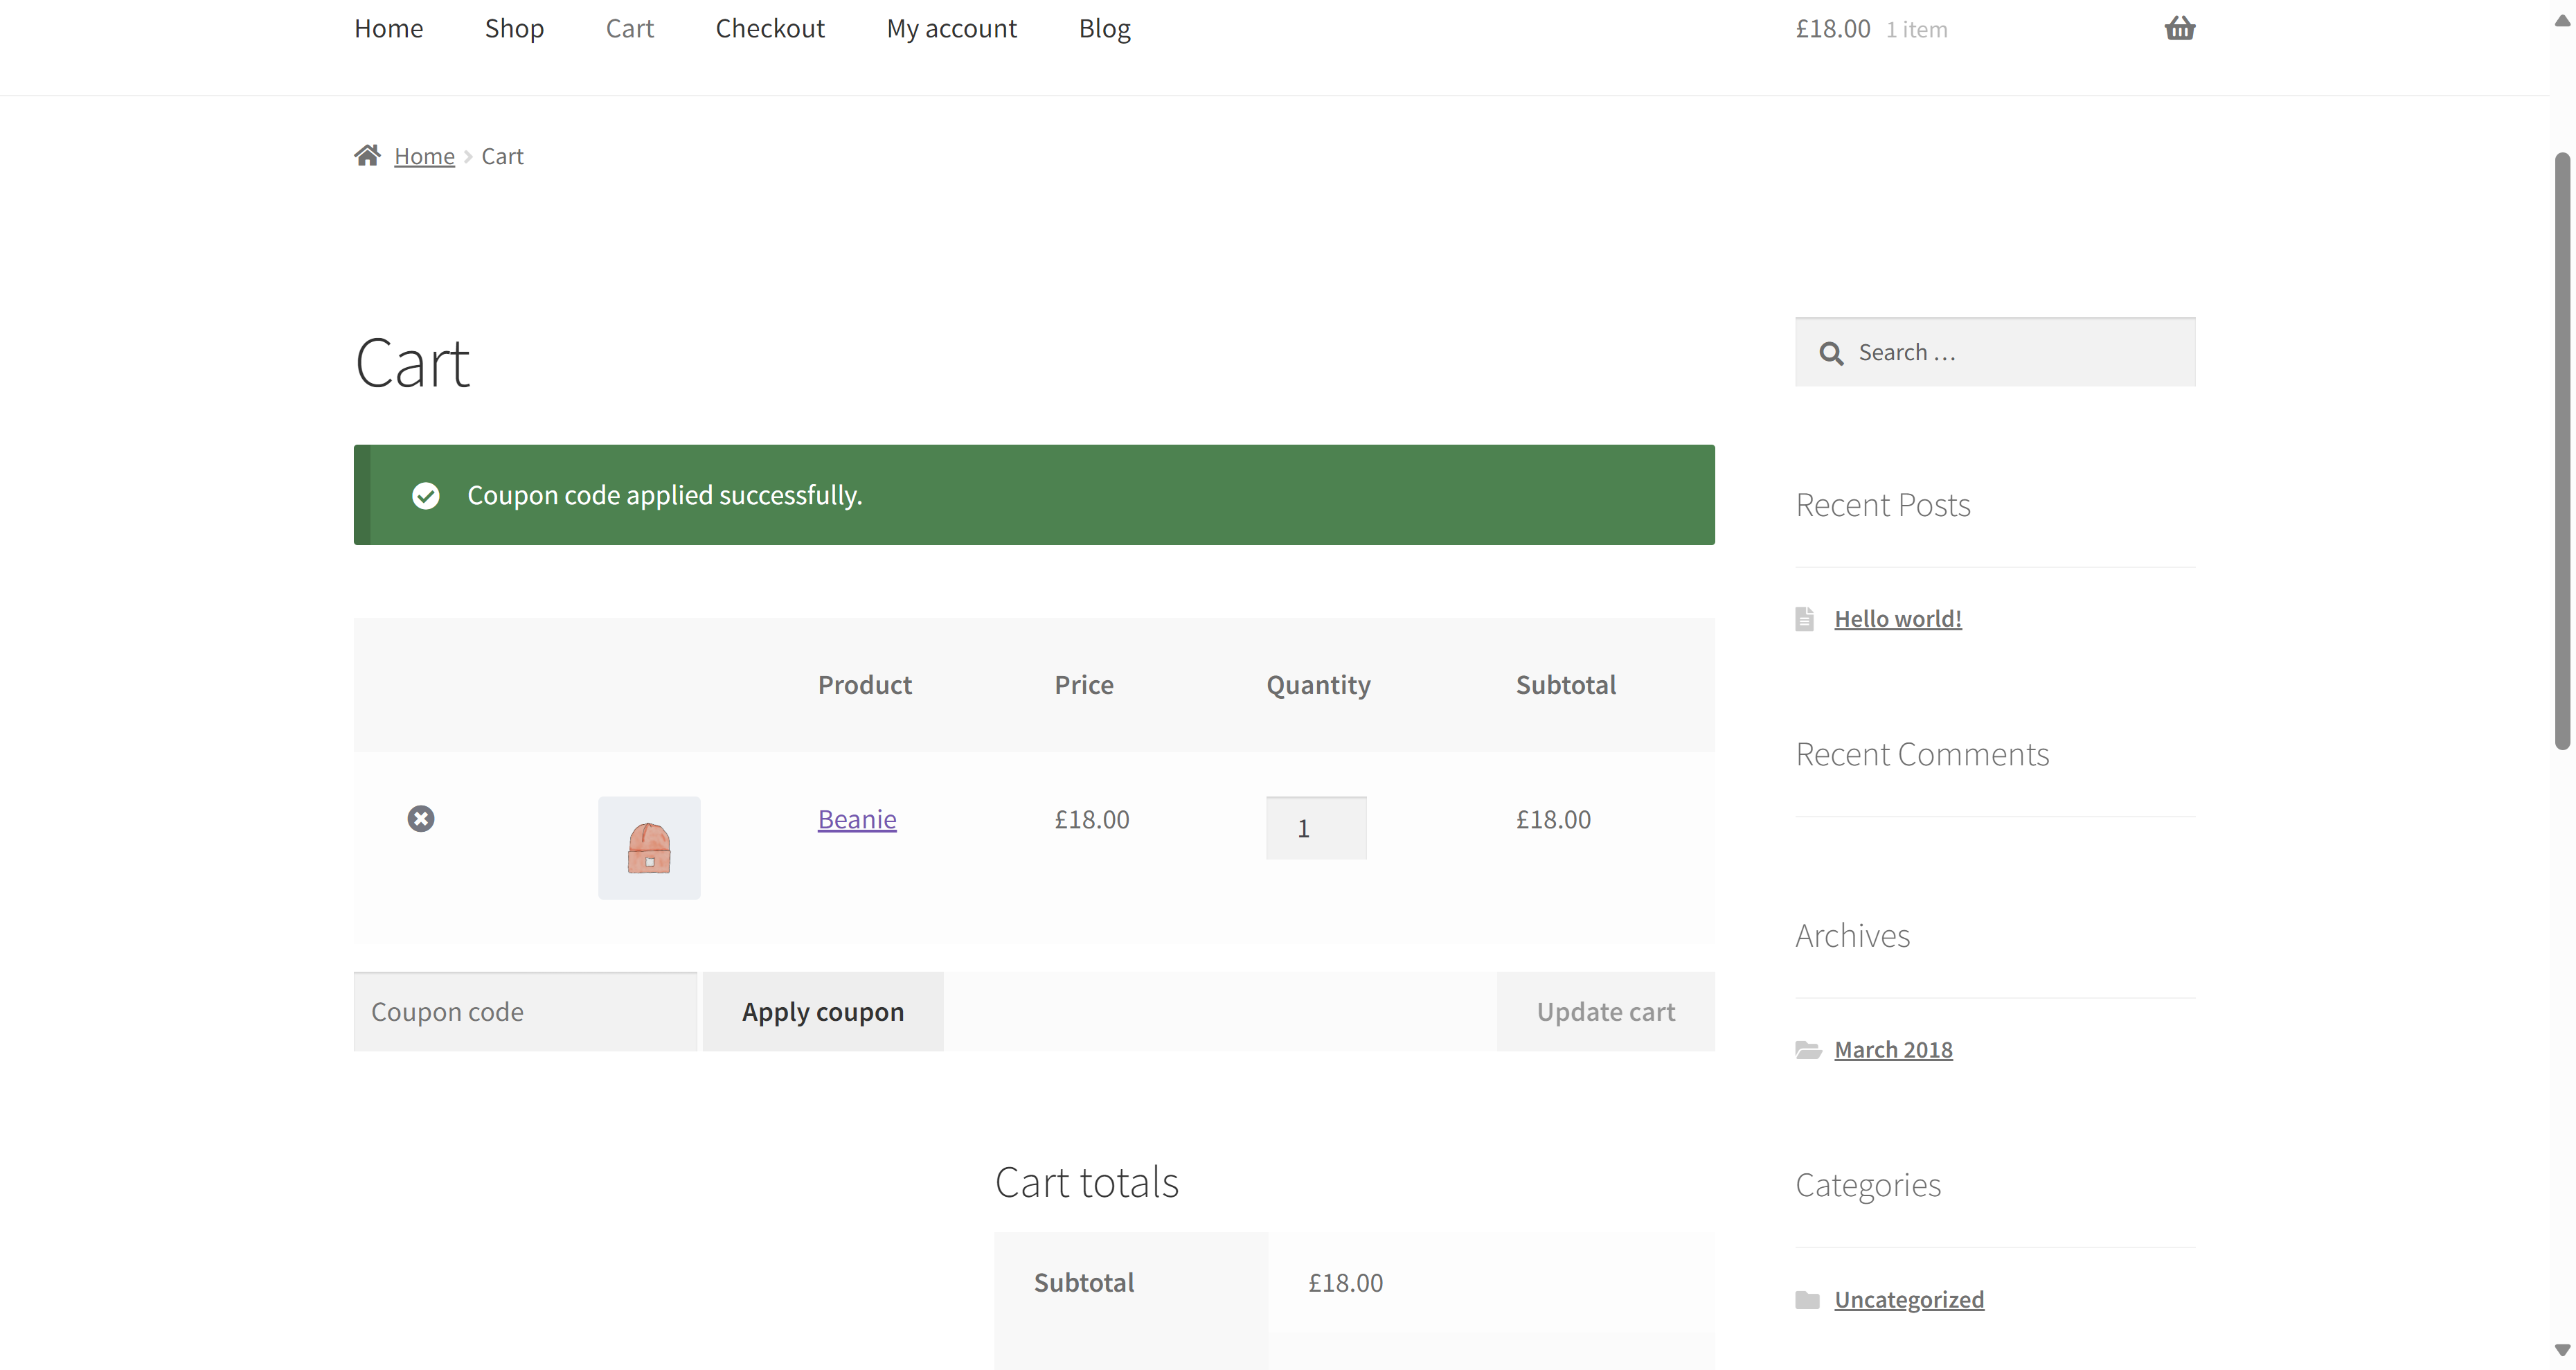 Home Shop Cart Checkout My account Blog £18.00 1 item
Home Cart
Cart
Search …
Coupon code applied successfully.
Recent Posts
Hello world!
Product Price Quantity Subtotal
Recent Comments
Beanie £18.00 1 £18.00
Archives
Coupon code Apply coupon Update cart
March 2018
Cart totals
Categories
Subtotal £18.00
Uncategorized